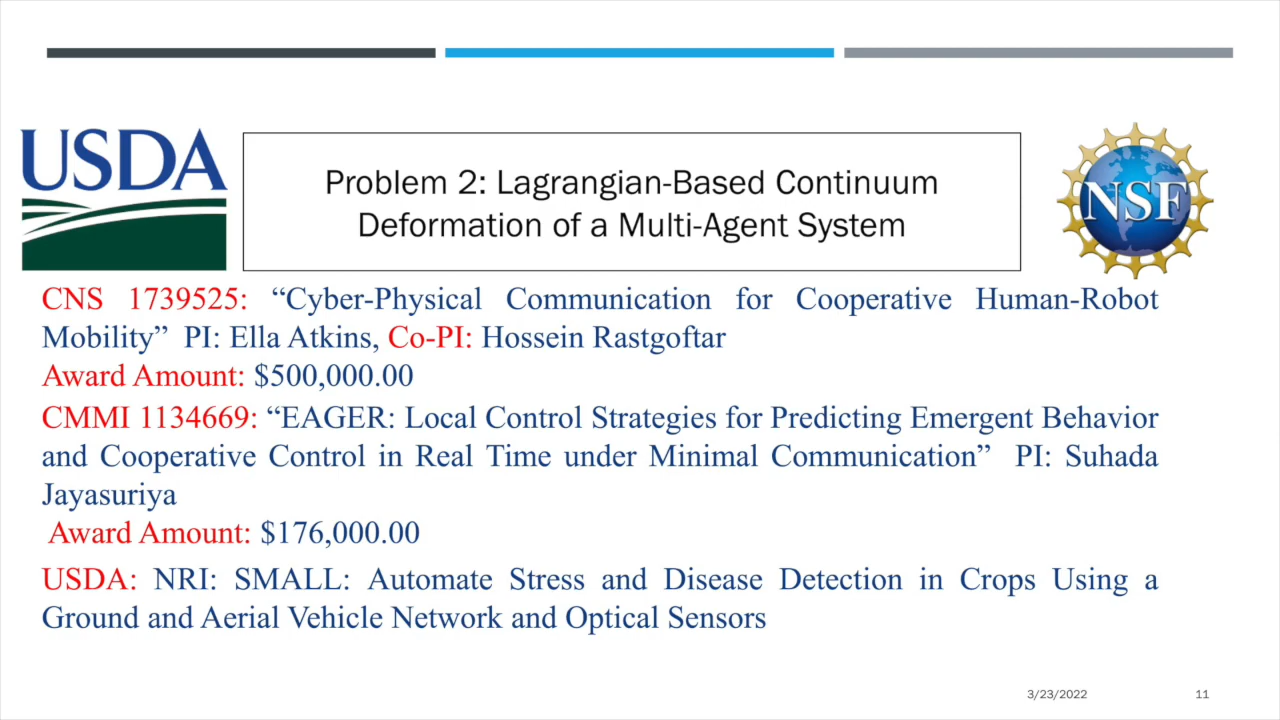 USDA
Problem 2: Lagrangian-Based Continuum
Deformation of a Multi-Agent System
NSF
CNS 1739525: “Cyber-Physical Communication for Cooperative Human-Robot
Mobility” PI: Ella Atkins, Co-PI: Hossein Rastgoftar
Award Amount: $500,000.00
CMMI 1134669: “EAGER: Local Control Strategies for Predicting Emergent Behavior
and Cooperative Control in Real Time under Minimal Communication” PI: Suhada
Jayasuriya
Award Amount: $176,000.00
USDA: NRI: SMALL: Automate Stress and Disease Detection in Crops Using a
Ground and Aerial Vehicle Network and Optical Sensors
3/23/2022
11